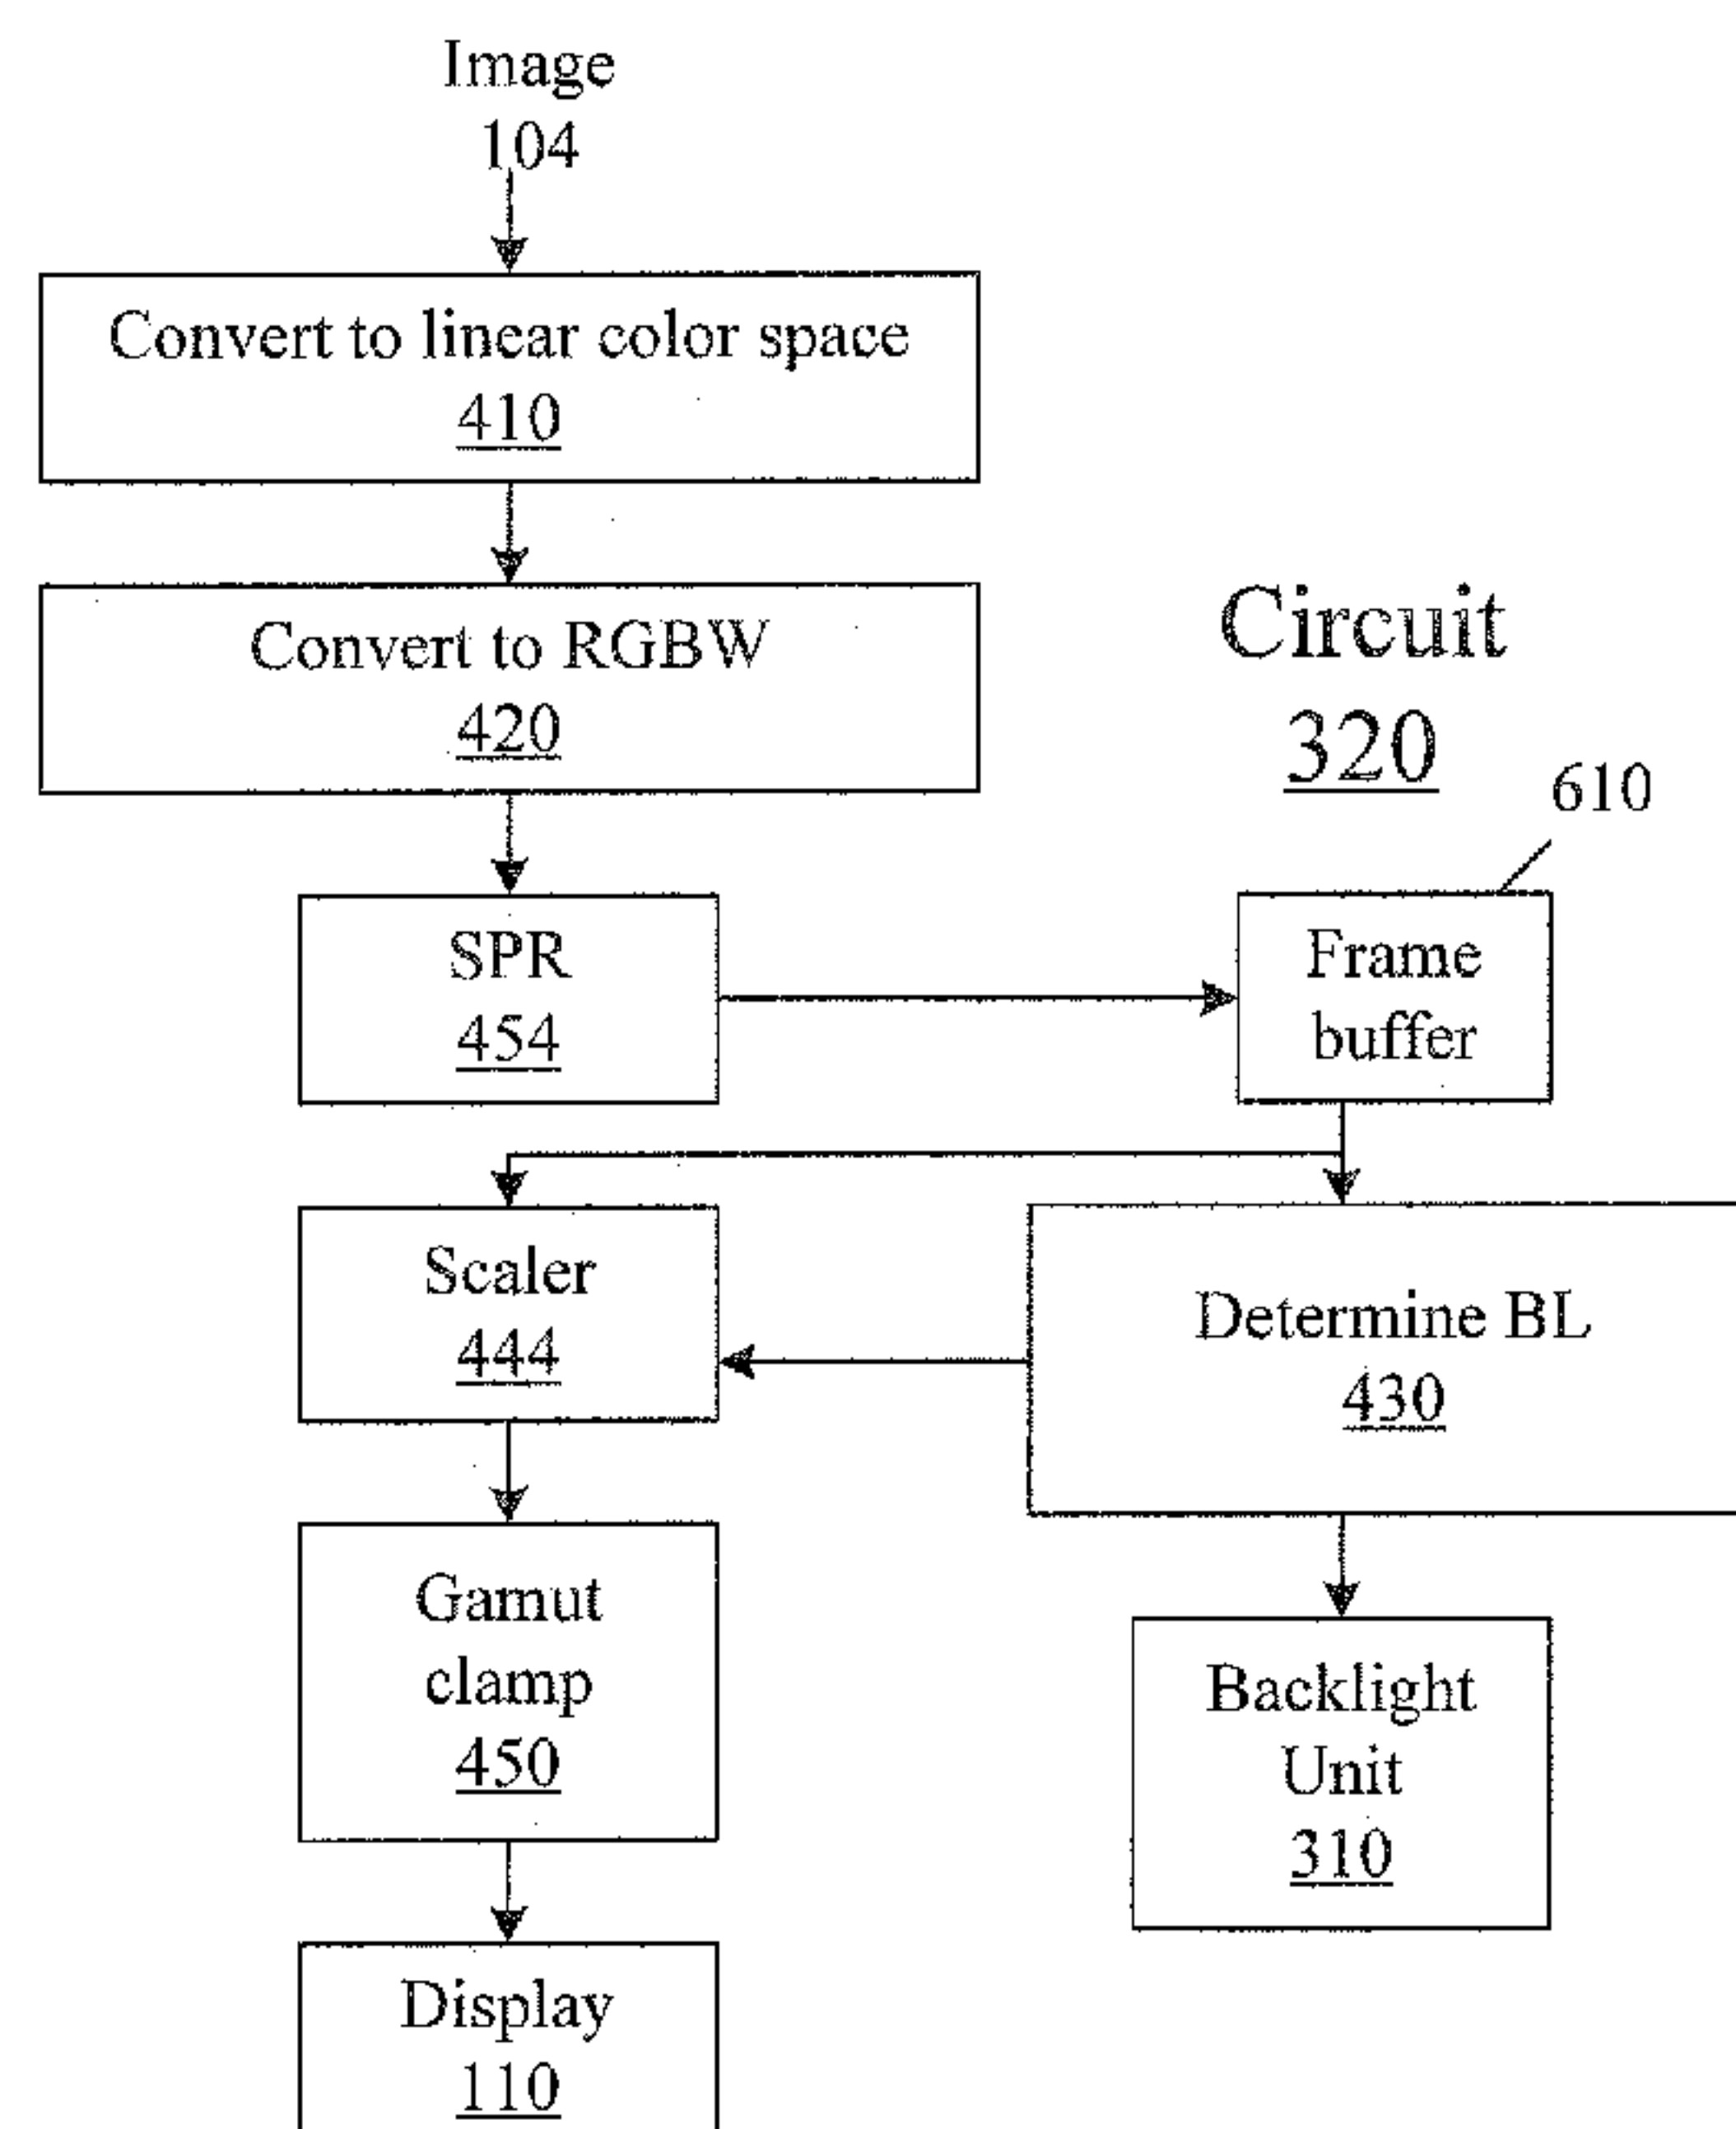 Image
104
Convert to linear color space
410
Convert to RGBW
420
Circuit
320
610
SPR
454
Frame
buffer
Scaler
444
Determine BL
430
Gamut
clamp
450
Backlight
Unit
310
Display
110